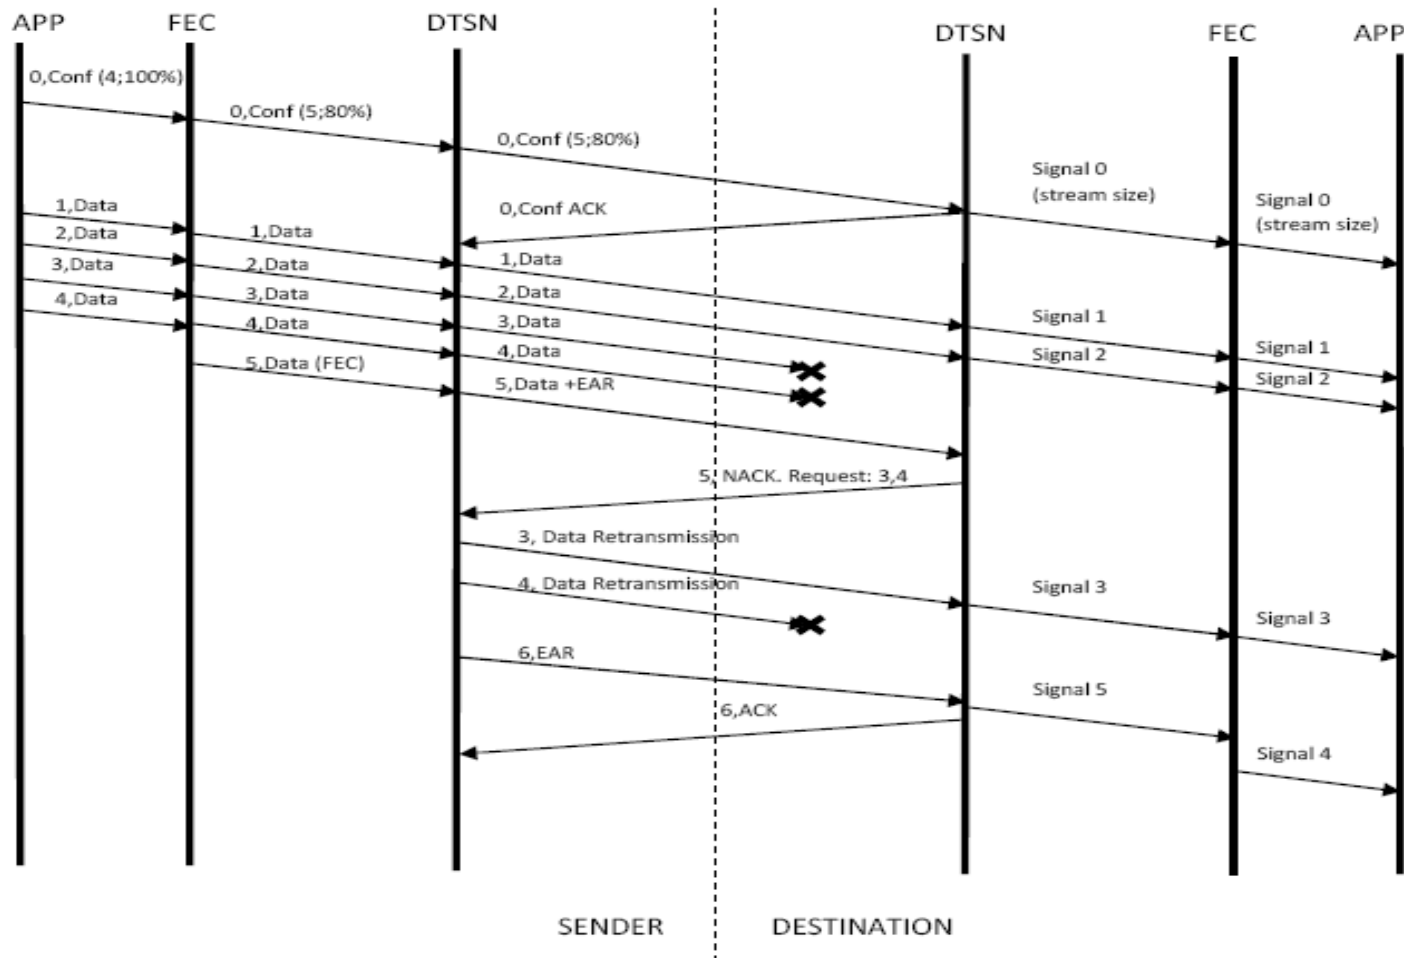 APP
FEC
DTSN
DTSN
FEC
APP
0,Conf (4;100%)
0,Conf (5;80%)
0,Conf (5;80%)
Signal 0
(stream size)
Signal 0
(stream size)
0,Conf ACK
1,Data
2,Data
3,Data
4,Data
1,Data
2,Data
3,Data
4,Data
5,Data (FEC)
1,Data
2,Data
3,Data
4,Data
5,Data +EAR
Signal 1
Signal 2
Signal 1
Signal 2
5, NACK. Request: 3,4
3, Data Retransmission
4, Data Retransmission
Signal 3
Signal 3
6,EAR
Signal 5
6,ACK
Signal 4
SENDER
DESTINATION